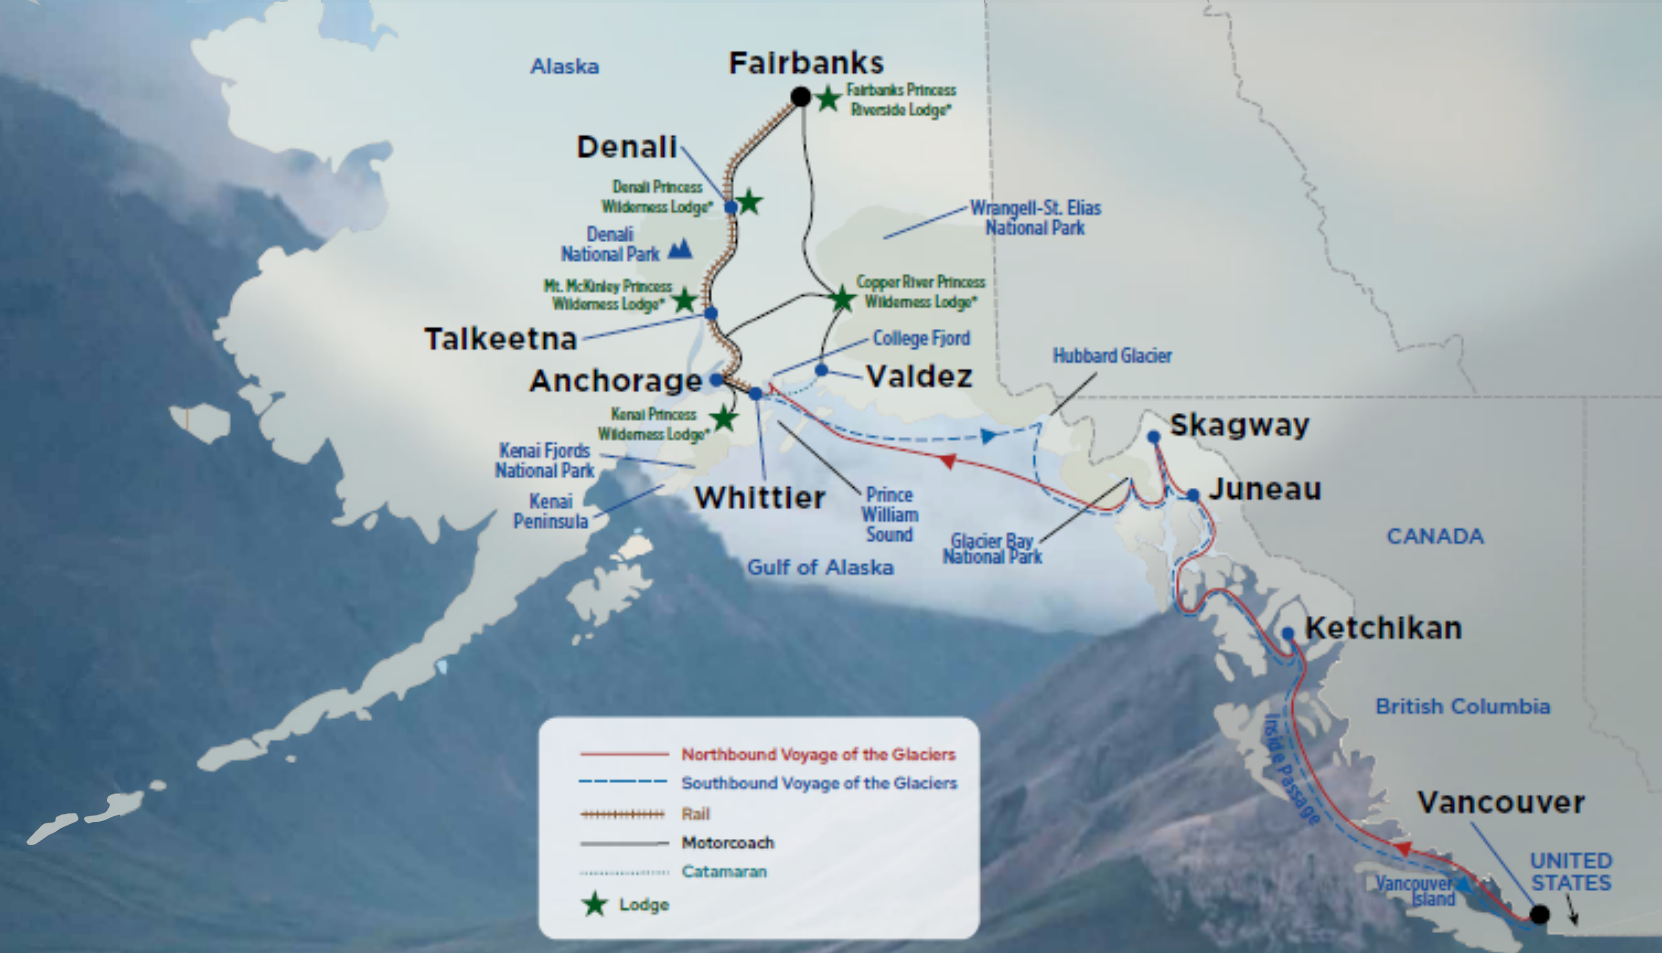 Alaska
Fairbanks
Fairbanks Princess
Riverside Lodge*
Denali
Denali Princess
Wilderness Lodge*
Denali
National Park
Wrangell-St. Elias
National Park
Mt. McKinley Princess
Wilderness Lodge*
Copper River Princess
Wilderness Lodge*
Talkeetna
College Fjord
Hubbard Glacier
Anchorage
Valdez
Kenai Princess
Wilderness Lodge*
Skagway
Kenai Fjords
National Park
Whittier
Prince
William
Sound
Juneau
Kenai
Peninsula
Glacier Bay
National Park
CANADA
Gulf of Alaska
Ketchikan
British Columbia
Inside Passage
Northbound Voyage of the Glaciers
Southbound Voyage of the Glaciers
Rail
Motorcoach
Catamaran
Lodge
Vancouver
UNITED
STATES
Vancouver
Island